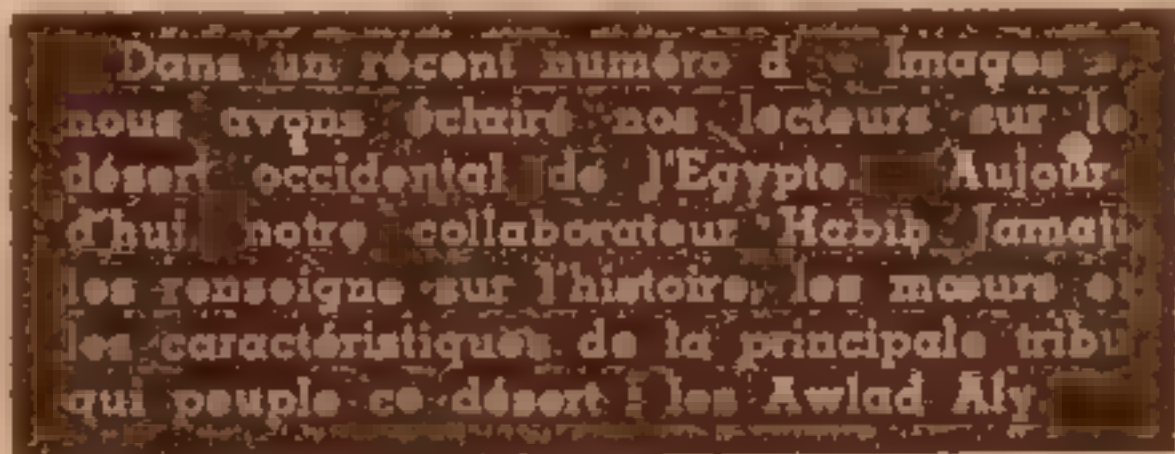 Dans un récent numéro d' « Images »
nous avons éclairé nos lecteurs sur le
désert occidental de l'Egypte. Aujour-
d'hui, notre collaborateur Habib Jamati
les renseigne sur l'histoire, les mœurs et
les caractéristiques de la principale tribu
qui peuple ce désert : les Awlad Aly.